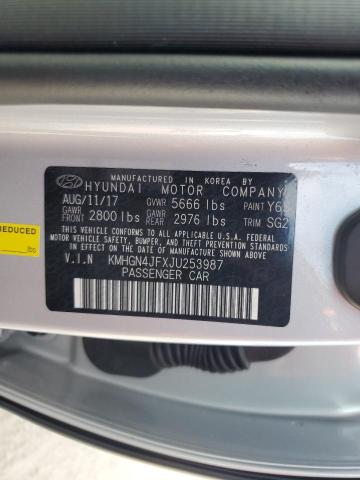 MANUFACTURED IN KOREA BY
HYUNDAI MOTOR COMPANY
AUG/11/17 GVWR 5666 lbs PAINT Y6S
GAWR FRONT 2800 lbs GAWR REAR 2976 lbs TRIM SG2
THIS VEHICLE CONFORMS TO ALL APPLICABLE U.S.A FEDERAL
MOTOR VEHICLE SAFETY, BUMPER, AND THEFT PREVENTION
STANDARDS IN EFFECT ON THE DATE OF MANUFACTURE SHOWN ABOVE.
V.I.N KMHGN4JFXJU253987
PASSENGER CAR
REDUCED
lbs